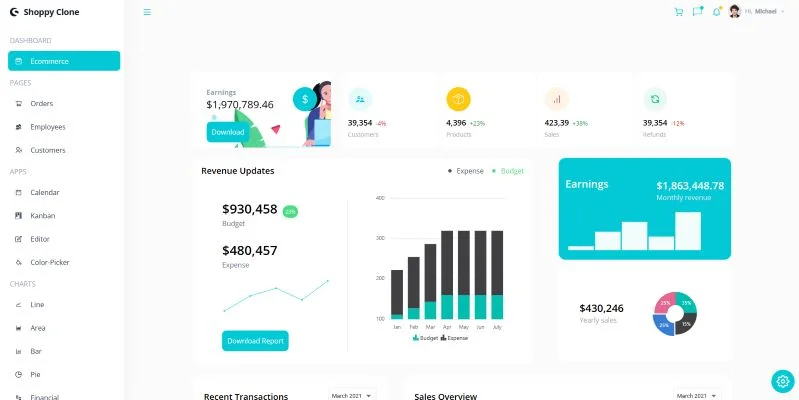 Shoppy Clone
Hi, Michael
DASHBOARD
Ecommerce
PAGES
Orders
Employees
Customers
APPS
Calendar
Kanban
Editor
Color-Picker
CHARTS
Line
Area
Bar
Pie
Financial
Earnings
$1,970,789.46
$
Download
39,354 -4%
Customers
4,396 +23%
Products
423,39 +38%
Sales
39,354 -12%
Refunds
Revenue Updates
Expense Budget
$930,458 23%
Budget
$480,457
Expense
Download Report
400
300
200
100
Jan Feb Mar Apr May Jun July
Budget Expense
Earnings
$1,863,448.78
Monthly revenue
$430,246
Yearly sales
25% 35%
25% 15%
Recent Transactions
March 2021
Sales Overview
March 2021